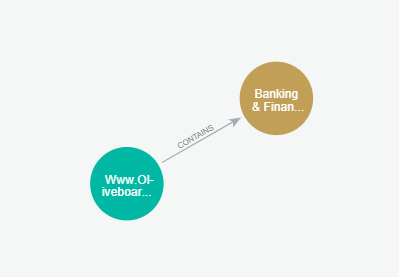 Banking
& Finan...
CONTAINS
Www.Ol-
iveboar...